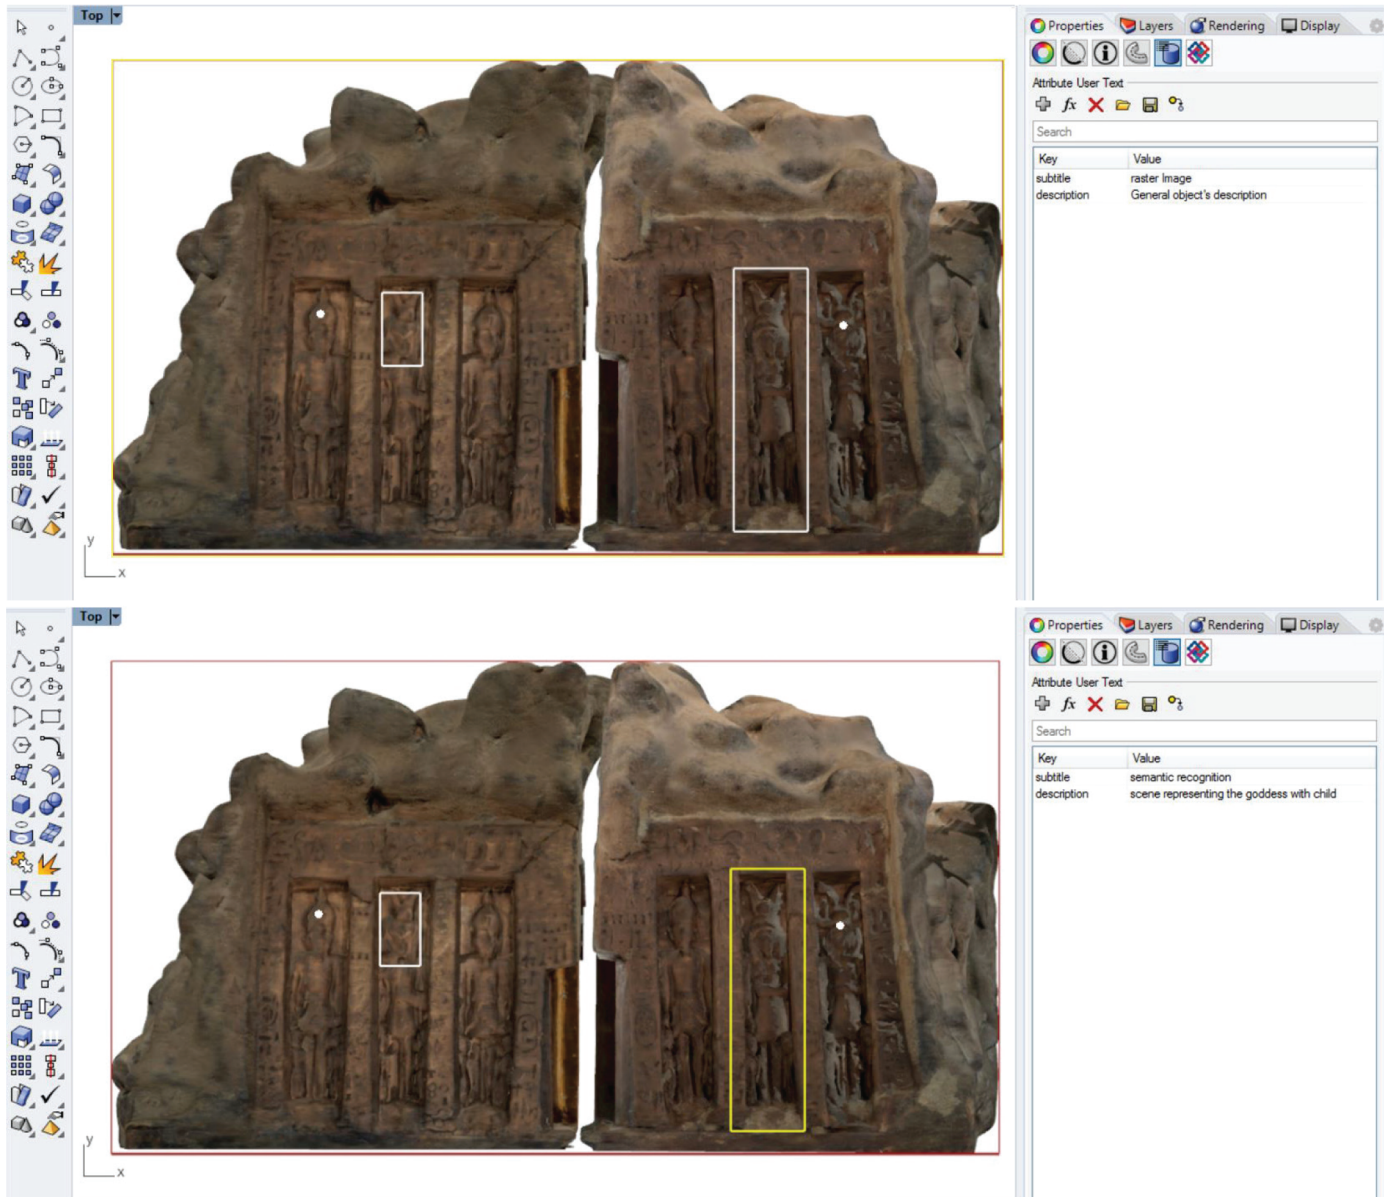 Top
Properties Layers Rendering Display
Attribute User Text
fx
Search
Key Value
subtitle raster Image
description General object's description
y
x
Top
Properties Layers Rendering Display
Attribute User Text
fx
Search
Key Value
subtitle semantic recognition
description scene representing the goddess with child
y
x